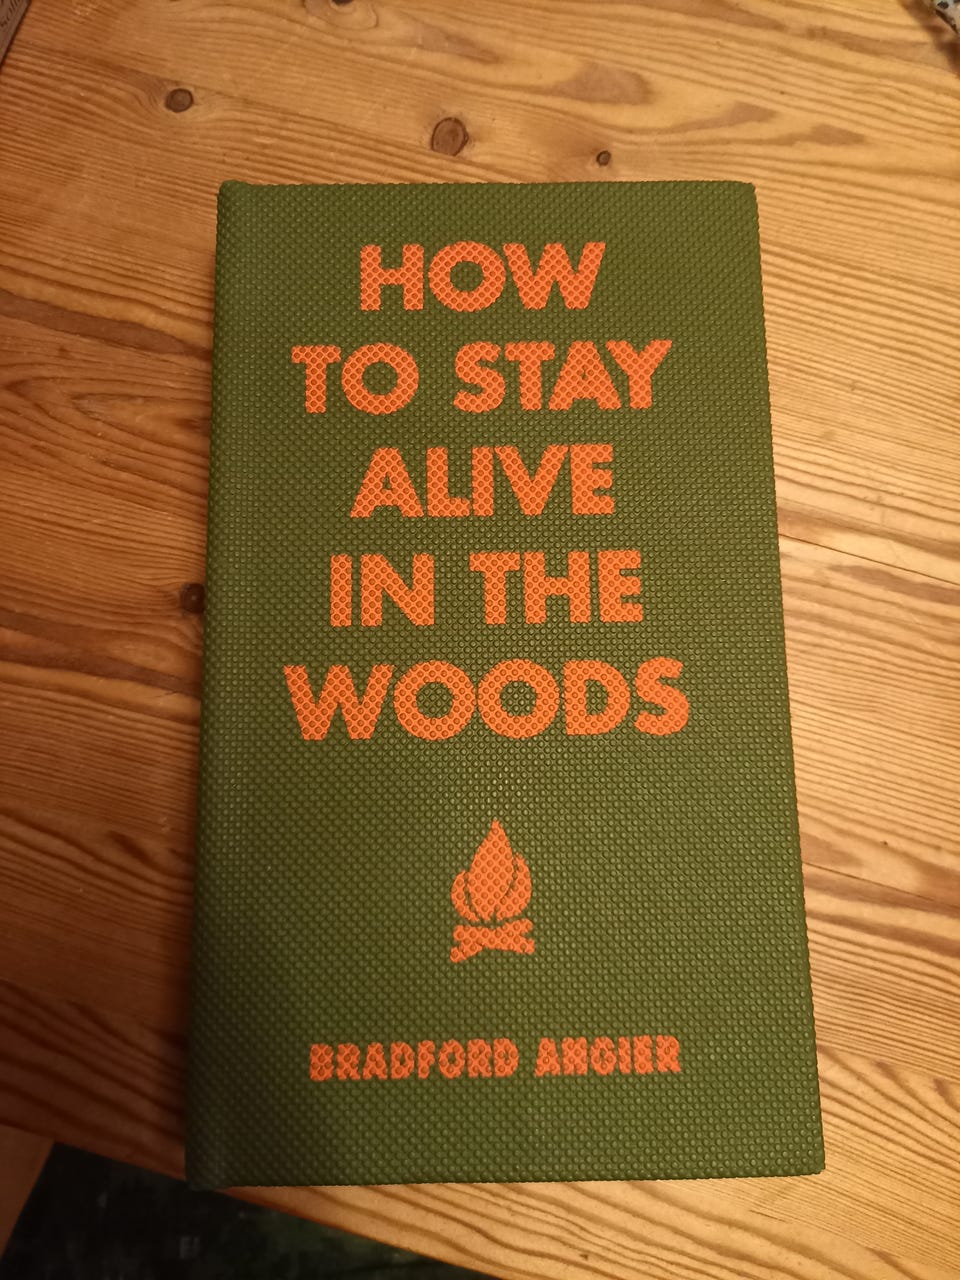 HOW
TO STAY
ALIVE
IN THE
WOODS
BRADFORD ANGIER